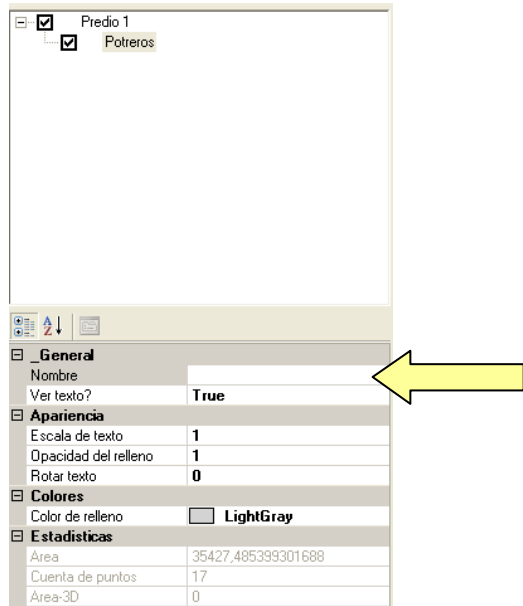 Predio 1
Potreros
_General
Nombre
Ver texto? True
Apariencia
Escala de texto 1
Opacidad del relleno 1
Rotar texto 0
Colores
Color de relleno LightGray
Estadisticas
Area 35427,485399301688
Cuenta de puntos 17
Area-3D 0